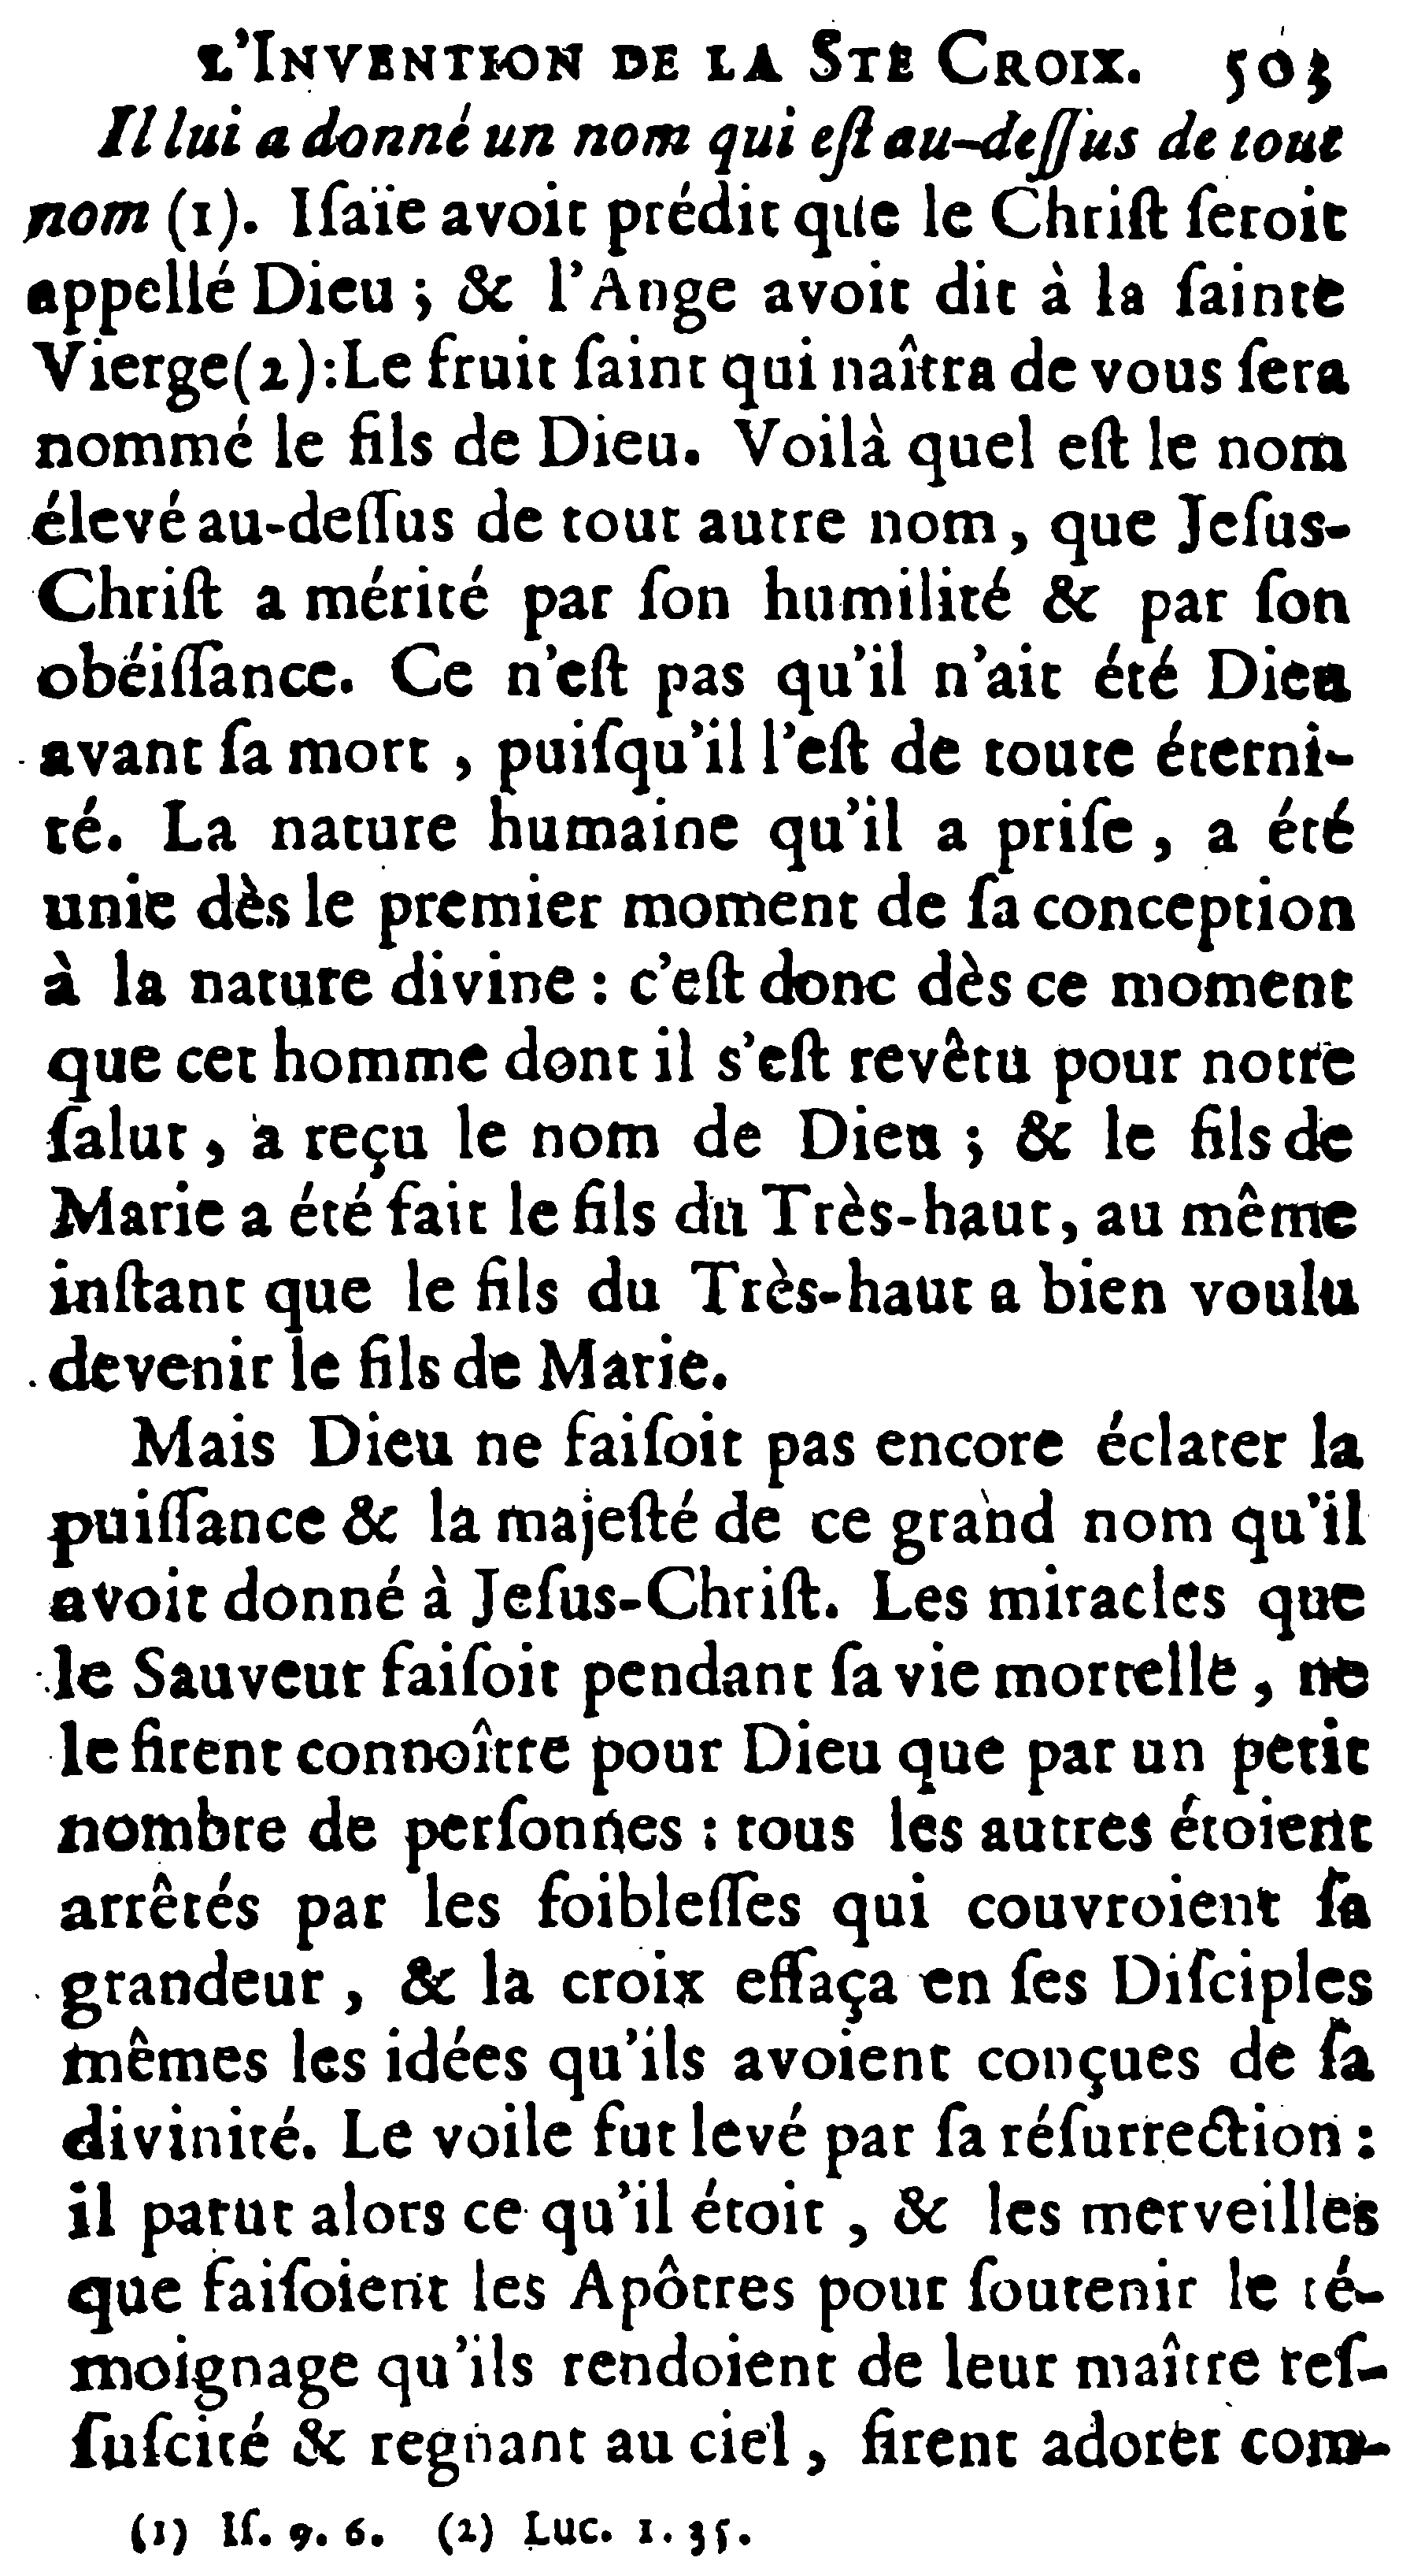 L'INVENTION DE LA STE CROIX. 503
Il lui a donné un nom qui eſt au-deſſus de tout
nom (1). Iſaïe avoit prédit que le Chriſt ſeroit
appellé Dieu ; & l'Ange avoit dit à la ſainte
Vierge(2):Le fruit ſaint qui naîtra de vous ſera
nommé le fils de Dieu. Voilà quel eſt le nom
élevé au-deſſus de tout autre nom, que Jeſus-
Chriſt a mérité par ſon humilité & par ſon
obéiſſance. Ce n'eſt pas qu'il n'ait été Dieu
avant ſa mort, puiſqu'il l'eſt de toute éterni-
té. La nature humaine qu'il a priſe, a été
unie dès le premier moment de ſa conception
à la nature divine : c'eſt donc dès ce moment
que cet homme dont il s'eſt revêtu pour notre
ſalut, a reçu le nom de Dieu ; & le fils de
Marie a été fait le fils du Très-haut, au même
inſtant que le fils du Très-haut a bien voulu
devenir le fils de Marie.
Mais Dieu ne faiſoit pas encore éclater la
puiſſance & la majeſté de ce grand nom qu'il
avoit donné à Jeſus-Chriſt. Les miracles que
le Sauveur faiſoit pendant ſa vie mortelle, ne
le firent connoître pour Dieu que par un petit
nombre de perſonnes : tous les autres étoient
arrêtés par les foibleſſes qui couvroient ſa
grandeur, & la croix effaça en ſes Diſciples
mêmes les idées qu'ils avoient conçues de ſa
divinité. Le voile fut levé par ſa réſurrection :
il parut alors ce qu'il étoit, & les merveilles
que faiſoient les Apôtres pour ſoutenir le té-
moignage qu'ils rendoient de leur maître reſ-
ſuſcité & regnant au ciel, firent adorer com-
(1) Iſ. 9. 6. (2) Luc. 1. 35.